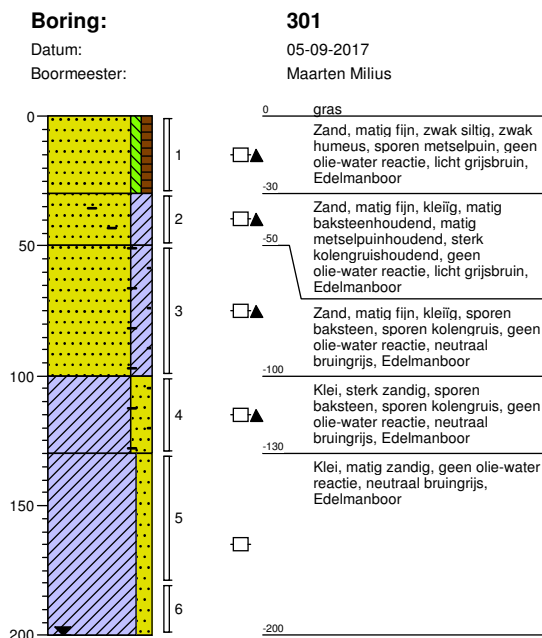 Boring: 301
Datum: 05-09-2017
Boormeester: Maarten Milius
0
50
100
150
200
1
2
3
4
5
6
0 gras
Zand, matig fijn, zwak siltig, zwak
humeus, sporen metselpuin, geen
olie-water reactie, licht grijsbruin,
Edelmanboor
-30
Zand, matig fijn, kleiïg, matig
baksteenhoudend, matig
metselpuinhoudend, sterk
kolengruishoudend, geen
olie-water reactie, licht grijsbruin,
Edelmanboor
-50
Zand, matig fijn, kleiïg, sporen
baksteen, sporen kolengruis, geen
olie-water reactie, neutraal
bruingrijs, Edelmanboor
-100
Klei, sterk zandig, sporen
baksteen, sporen kolengruis, geen
olie-water reactie, neutraal
bruingrijs, Edelmanboor
-130
Klei, matig zandig, geen olie-water
reactie, neutraal bruingrijs,
Edelmanboor
-200